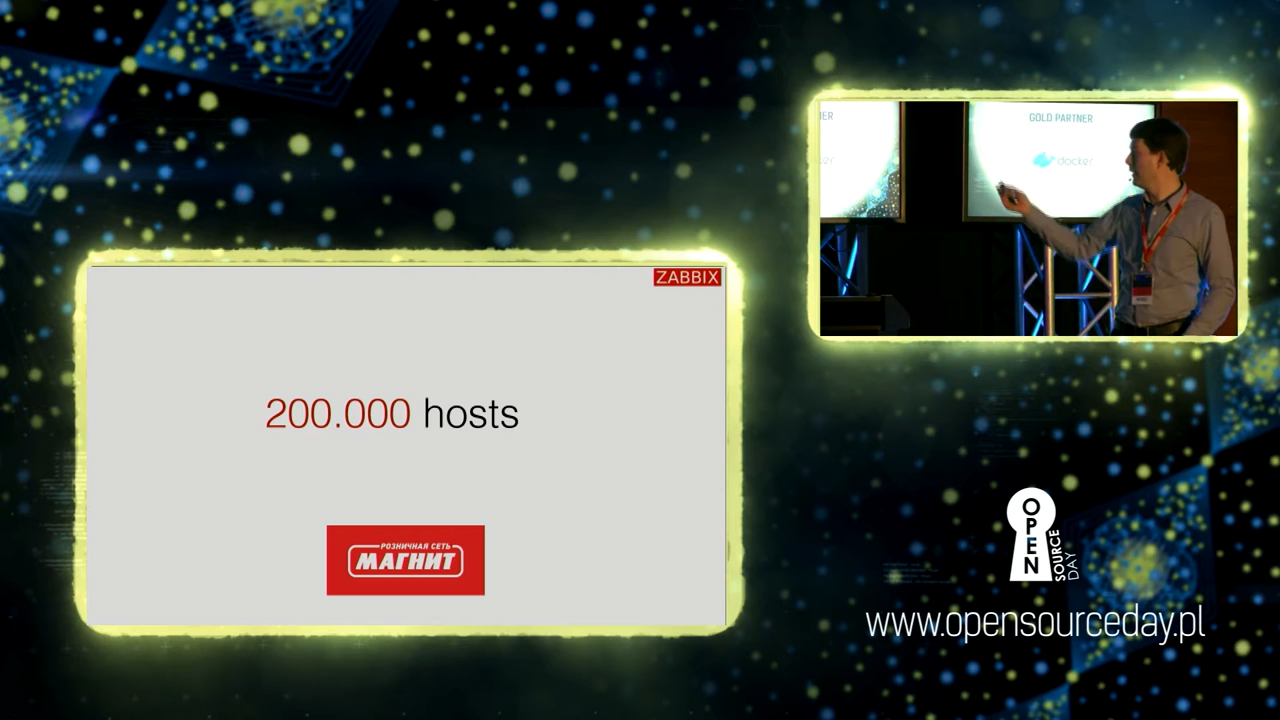 ZABBIX
200.000 hosts
РОЗНИЧНАЯ СЕТЬ
МАГНИТ
GOLD PARTNER
docker
OPEN
SOURCE
DAY
www.opensourceday.pl